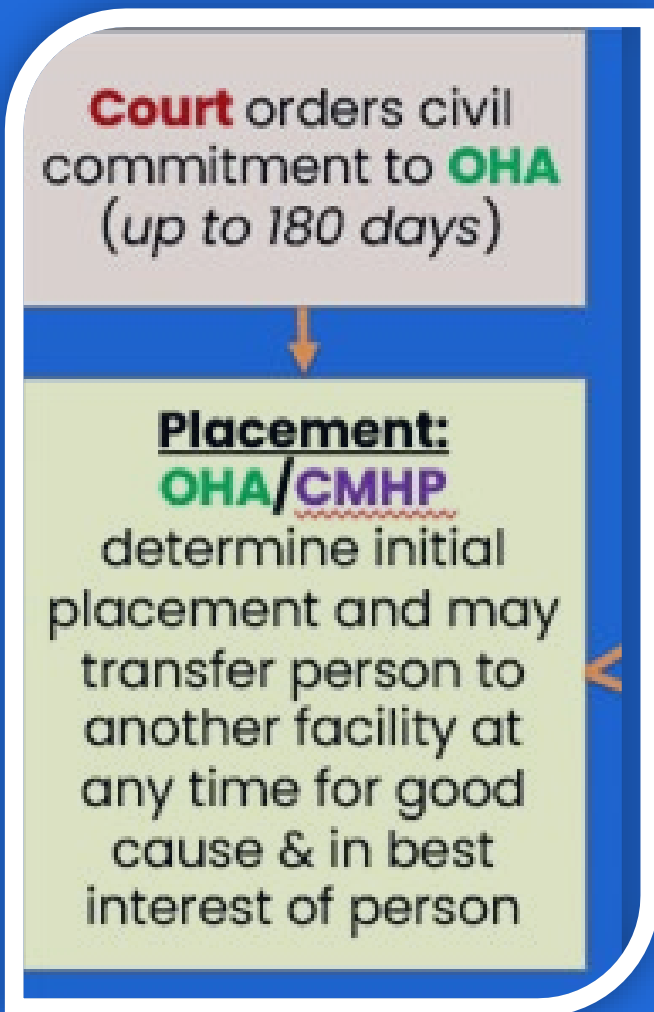 Court orders civil
commitment to OHA
(up to 180 days)
Placement:
OHA/CMHP
determine initial
placement and may
transfer person to
another facility at
any time for good
cause & in best
interest of person